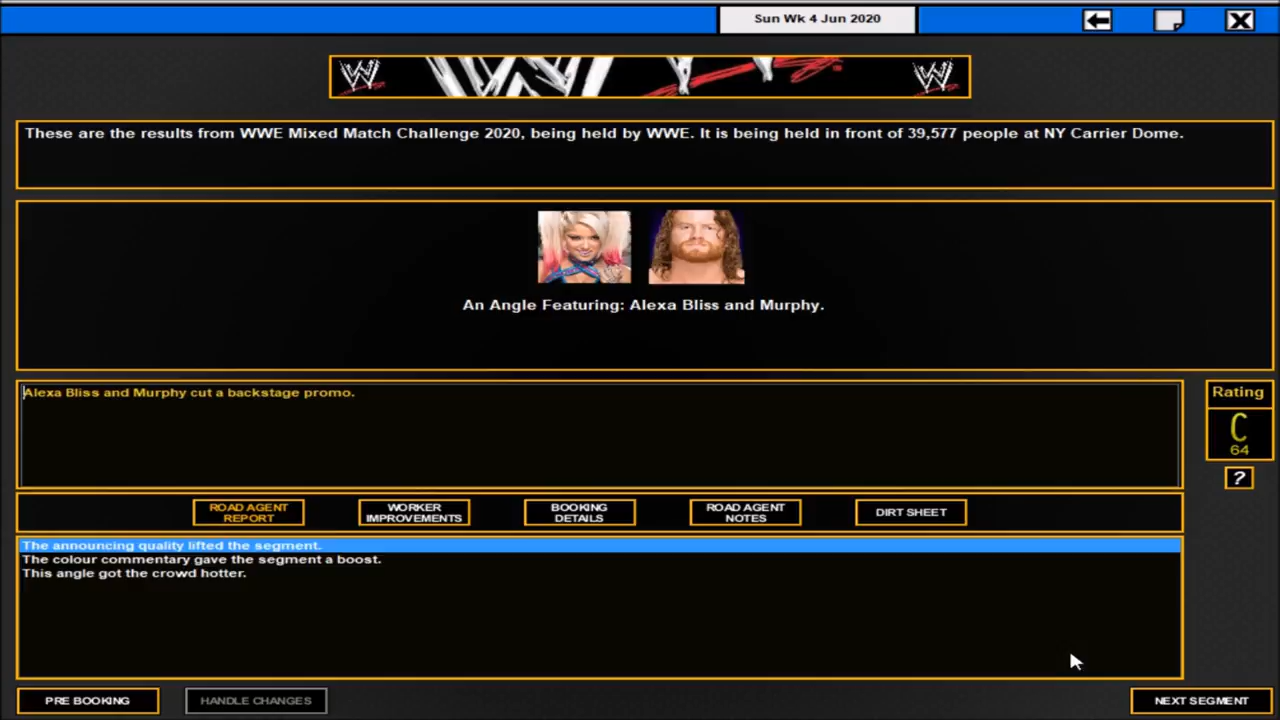 Sun Wk 4 Jun 2020
These are the results from WWE Mixed Match Challenge 2020, being held by WWE. It is being held in front of 39,577 people at NY Carrier Dome.
An Angle Featuring: Alexa Bliss and Murphy.
Alexa Bliss and Murphy cut a backstage promo.
Rating
C
64
?
ROAD AGENT
REPORT
WORKER
IMPROVEMENTS
BOOKING
DETAILS
ROAD AGENT
NOTES
DIRT SHEET
The announcing quality lifted the segment.
The colour commentary gave the segment a boost.
This angle got the crowd hotter.
PRE BOOKING
HANDLE CHANGES
NEXT SEGMENT